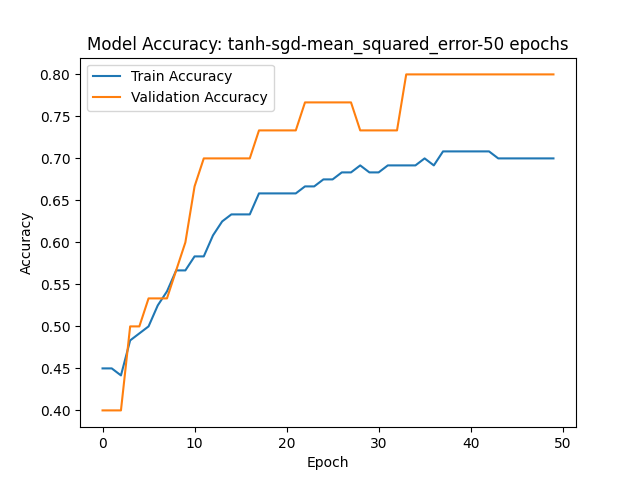 Model Accuracy: tanh-sgd-mean_squared_error-50 epochs
Train Accuracy
Validation Accuracy
0.80
0.75
0.70
0.65
0.60
0.55
0.50
0.45
0.40
Accuracy
0 10 20 30 40 50
Epoch